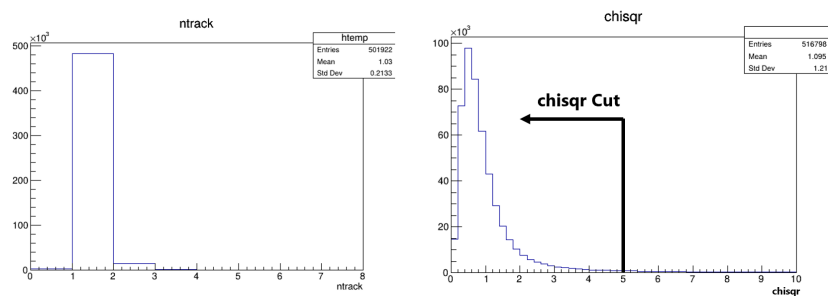 ntrack
htemp
Entries 501922
Mean 1.03
Std Dev 0.2133
×10³
500
400
300
200
100
0
0 1 2 3 4 5 6 7 8
ntrack
chisqr
Entries 516798
Mean 1.095
Std Dev 1.21
×10³
100
80
60
40
20
0
chisqr Cut
0 1 2 3 4 5 6 7 8 9 10
chisqr